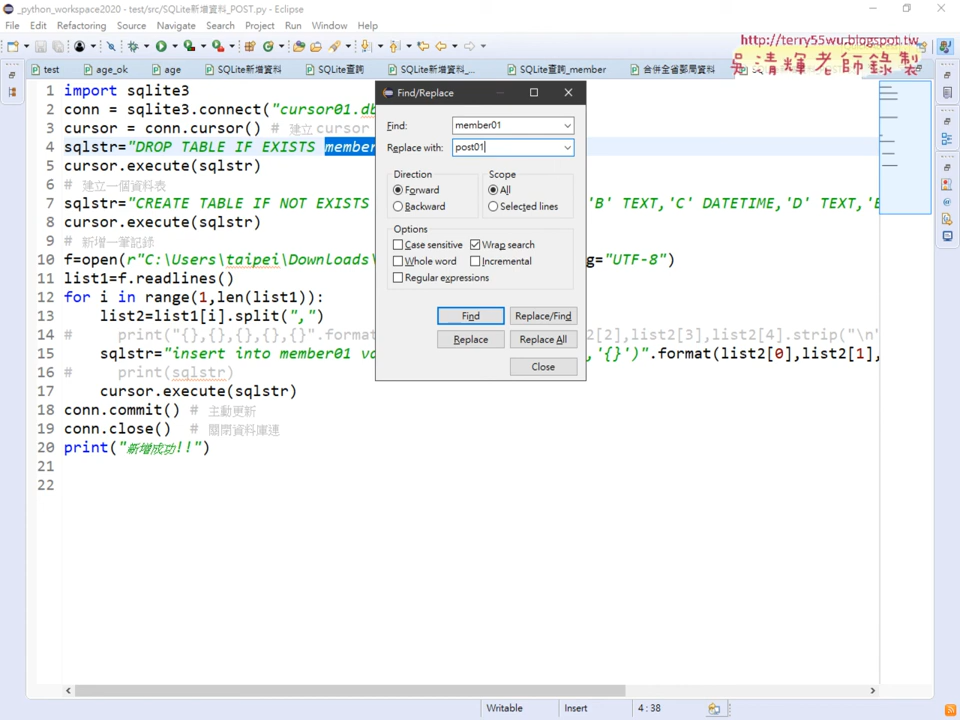 _python_workspace2020 - test/src/SQLite新增資料_POST.py - Eclipse
File Edit Refactoring Source Navigate Search Project Run Window Help
http://terry55wu.blogspot.tw
吳清輝老師錄製
test age_ok age SQLite新增資料 SQLite查詢 SQLite新增資料_... SQLite查詢_member 合併全省郵局資料
Find/Replace
Find: member01
Replace with: post01
Direction Scope
Forward All
Backward Selected lines
Options
Case sensitive Wrap search
Whole word Incremental
Regular expressions
Find Replace/Find
Replace Replace All
Close
1 import sqlite3
2 conn = sqlite3.connect("cursor01.db
3 cursor = conn.cursor() # 建立 cursor
4 sqlstr="DROP TABLE IF EXISTS member
5 cursor.execute(sqlstr)
6 # 建立一個資料表
7 sqlstr="CREATE TABLE IF NOT EXISTS 'B' TEXT,'C' DATETIME,'D' TEXT,'E
8 cursor.execute(sqlstr)
9 # 新增一筆記錄
10 f=open(r"C:\Users\taipei\Downloads\ g="UTF-8")
11 list1=f.readlines()
12 for i in range(1,len(list1)):
13 list2=list1[i].split(",")
14 # print("{},{},{},{},{}".format 2[2],list2[3],list2[4].strip("\n"
15 sqlstr="insert into member01 va ,'{}')".format(list2[0],list2[1],
16 # print(sqlstr)
17 cursor.execute(sqlstr)
18 conn.commit() # 主動更新
19 conn.close() # 關閉資料庫連
20 print("新增成功!!")
21
22
Writable Insert 4 : 38